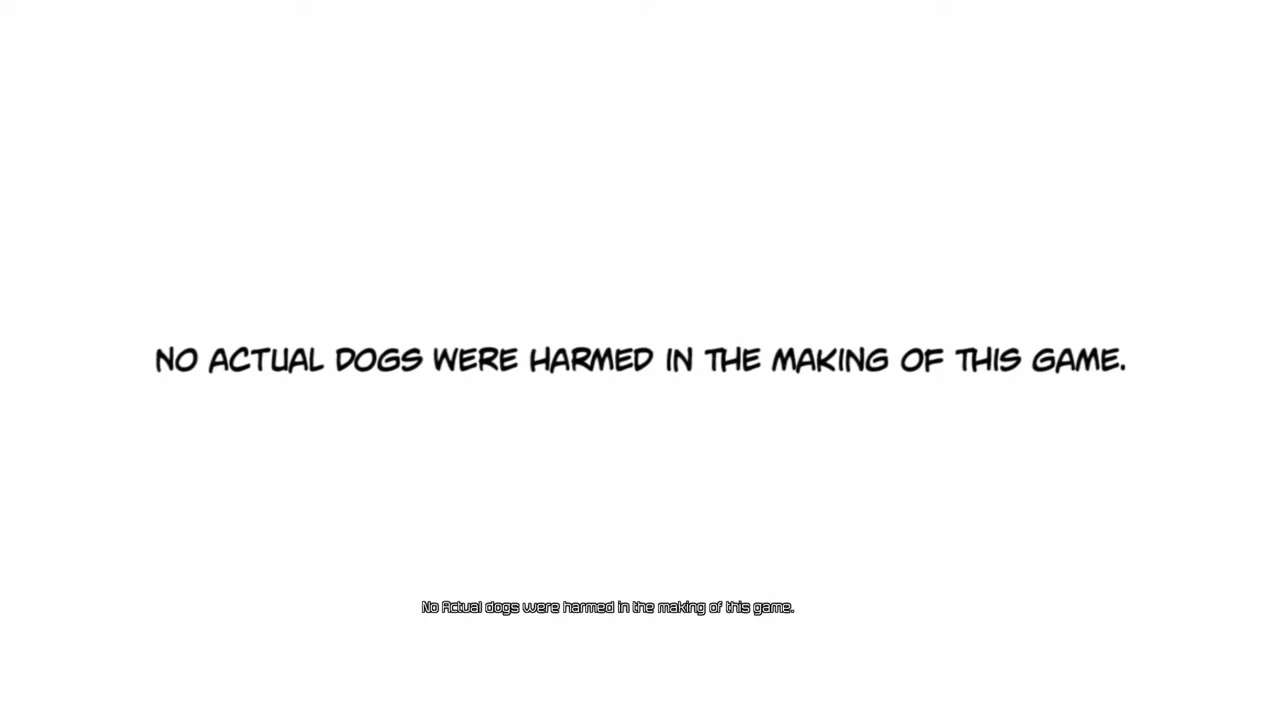 NO ACTUAL DOGS WERE HARMED IN THE MAKING OF THIS GAME.
No Actual dogs were harmed in the making of this game.